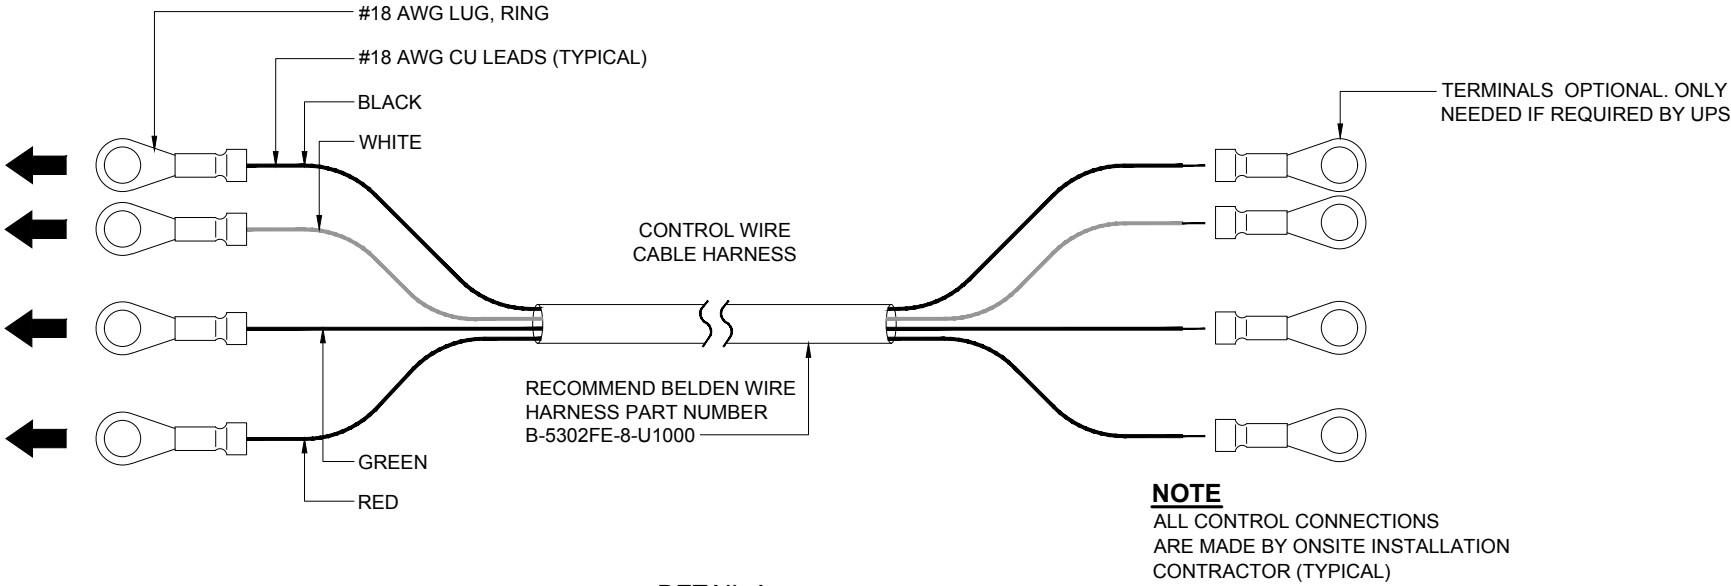 #18 AWG LUG, RING
#18 AWG CU LEADS (TYPICAL)
BLACK
WHITE
TERMINALS OPTIONAL. ONLY
NEEDED IF REQUIRED BY UPS
CONTROL WIRE
CABLE HARNESS
RECOMMEND BELDEN WIRE
HARNESS PART NUMBER
B-5302FE-8-U1000
GREEN
RED
NOTE
ALL CONTROL CONNECTIONS
ARE MADE BY ONSITE INSTALLATION
CONTRACTOR (TYPICAL)